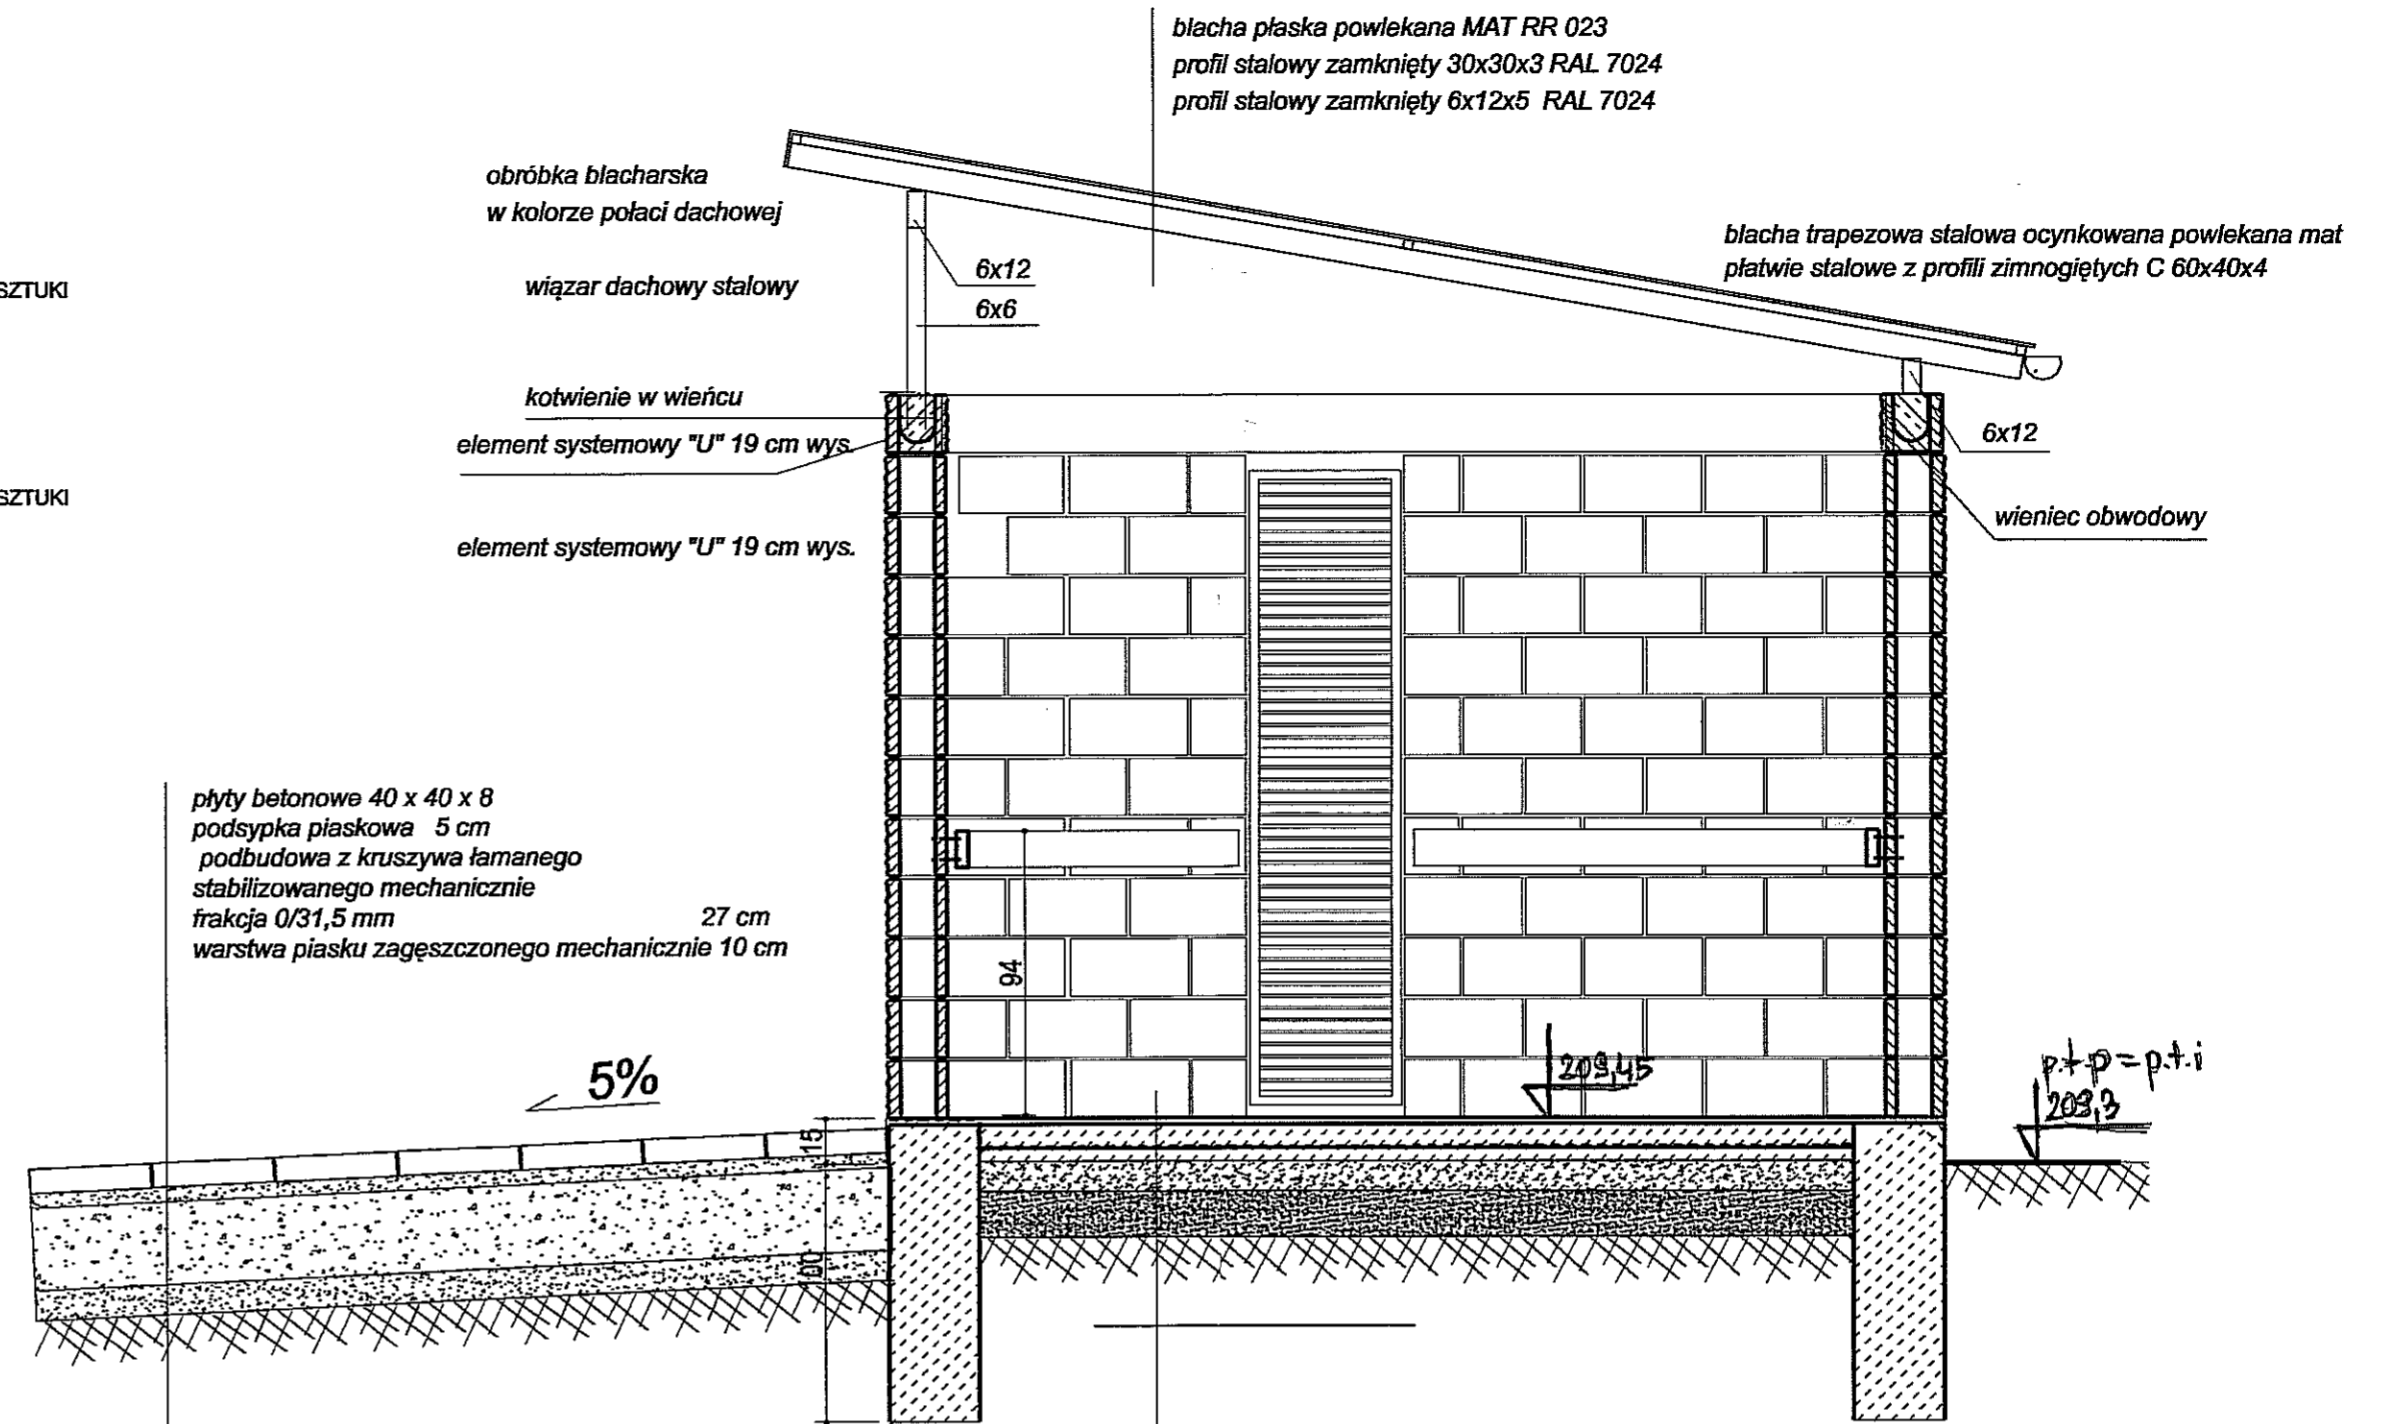 blacha płaska powlekana MAT RR 023
profil stalowy zamknięty 30x30x3 RAL 7024
profil stalowy zamknięty 6x12x5 RAL 7024
obróbka blacharska
w kolorze połaci dachowej
blacha trapezowa stalowa ocynkowana powlekana mat
płatwie stalowe z profili zimnogiętych C 60x40x4
SZTUKI
wiązar dachowy stalowy
6x12
6x6
kotwienie w wieńcu
element systemowy "U" 19 cm wys.
6x12
SZTUKI
wieniec obwodowy
element systemowy "U" 19 cm wys.
płyty betonowe 40 x 40 x 8
podsypka piaskowa 5 cm
podbudowa z kruszywa łamanego
stabilizowanego mechanicznie
frakcja 0/31,5 mm 27 cm
warstwa piasku zagęszczonego mechanicznie 10 cm
94
5%
209,45
p.t.p = p.t.i
209,3
15